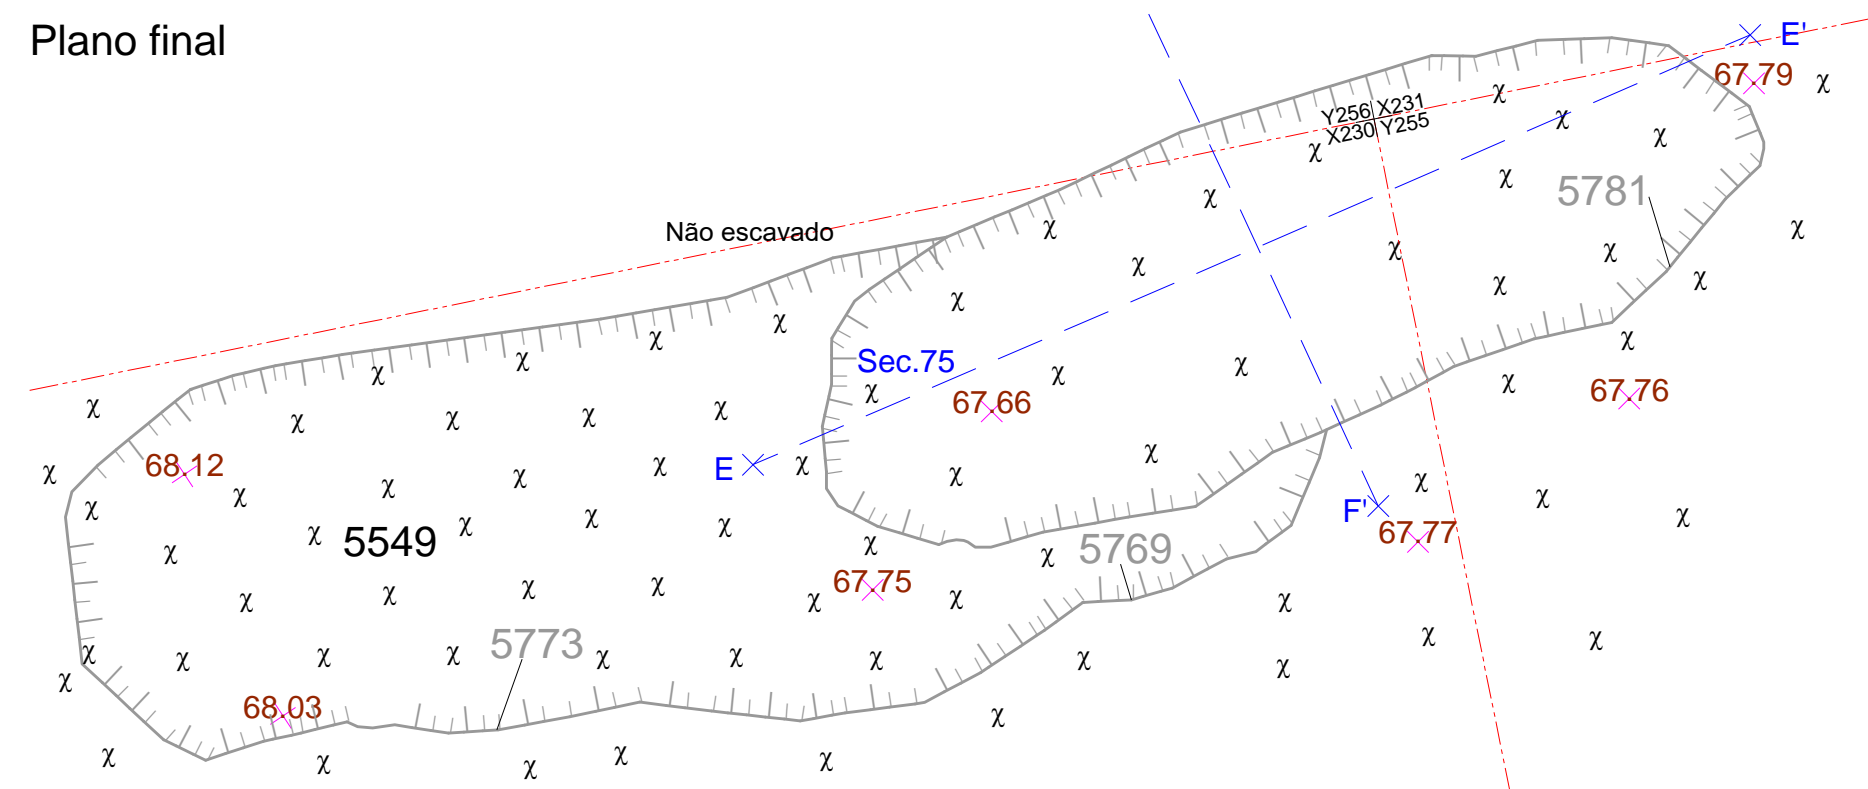 Plano final
E'
67.79
Y256 X231
X230 Y255
5781
Não escavado
Sec.75
67.66
67.76
68.12
E
F'
5549
67.77
5769
67.75
5773
68.03